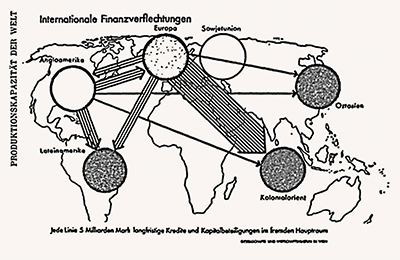 PRODUKTIONSKAPAZITÄT DER WELT
Internationale Finanzverflechtungen
Europa
Sowjetunion
Angloamerika
Ostasien
Lateinamerika
Kolonialorient
Jede Linie 5 Milliarden Mark langfristige Kredite und Kapitalbeteiligungen im fremden Hauptraum
GESELLSCHAFTS- UND WIRTSCHAFTSMUSEUM IN WIEN